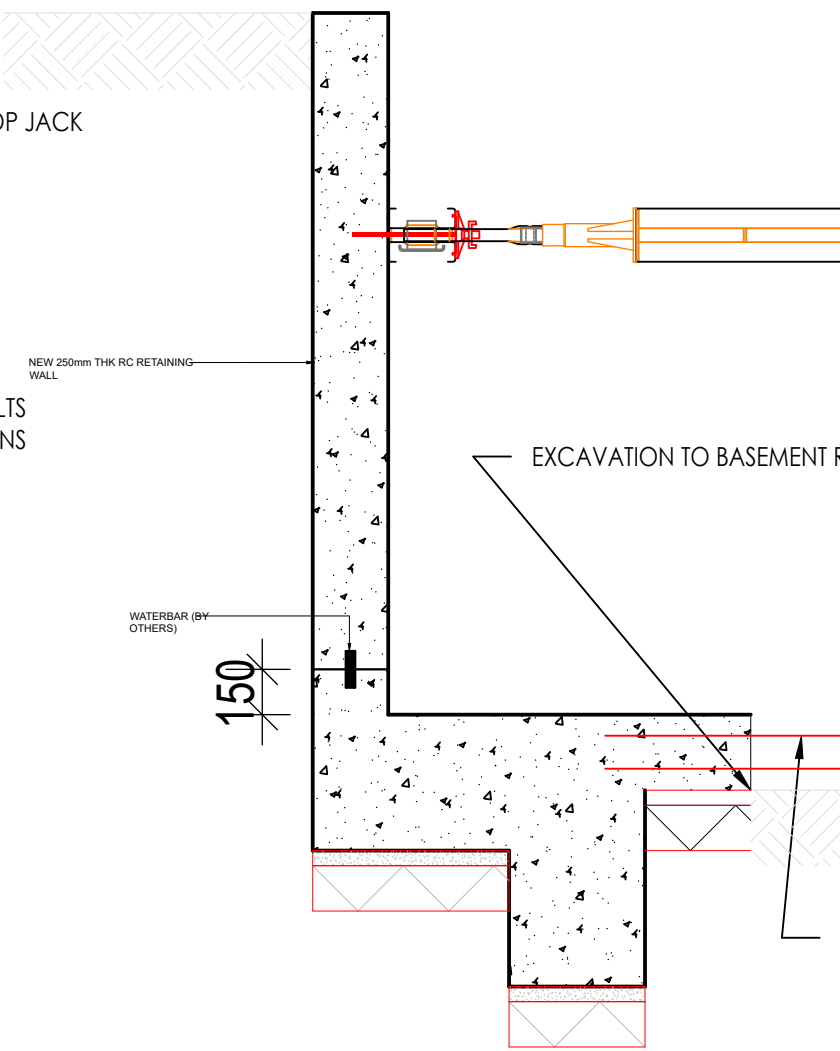 OP JACK
NEW 250mm THK RC RETAINING
WALL
LTS
NS
EXCAVATION TO BASEMENT R
WATERBAR (BY
OTHERS)
150